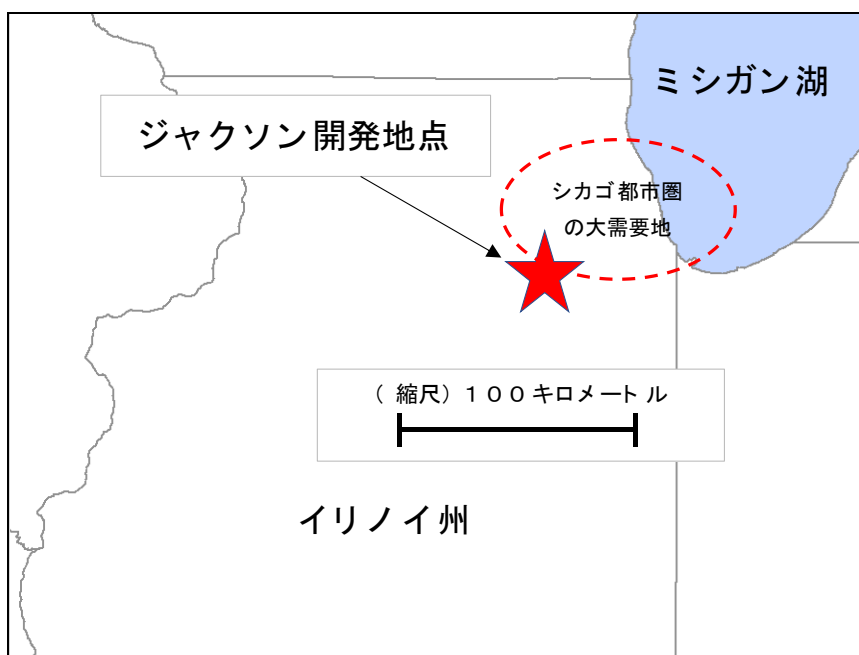 ミシガン湖
ジャクソン開発地点
シカゴ都市圏
の大需要地
(縮尺)100キロメートル
イリノイ州